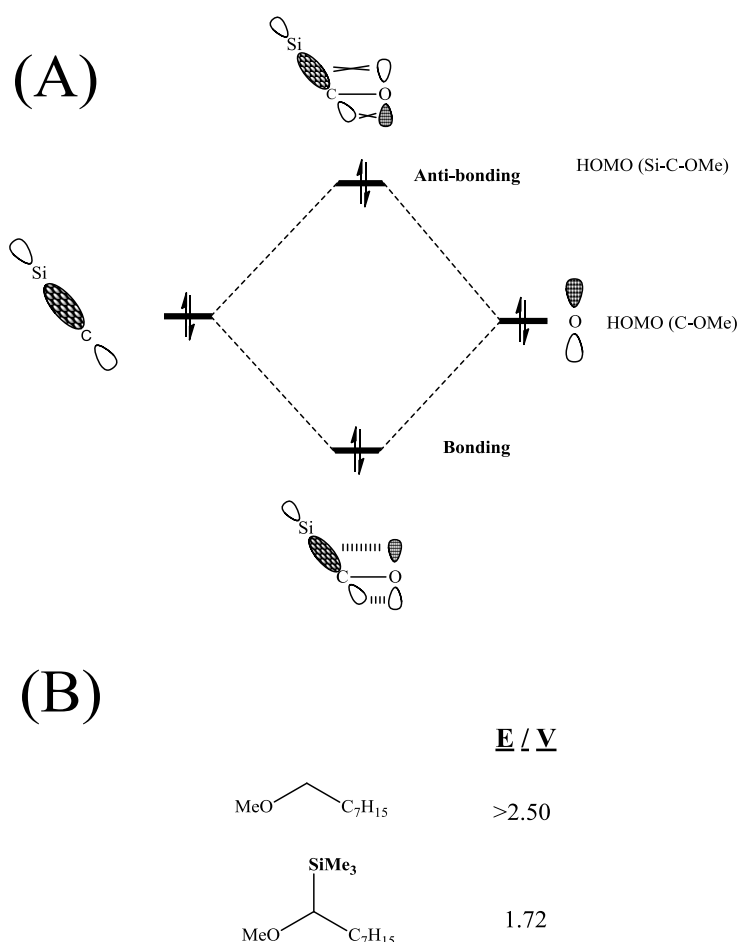 (A)
Si
C O
Anti-bonding
HOMO (Si-C-OMe)
Si
C
O
HOMO (C-OMe)
Bonding
Si
C O
(B)
E / V
MeO C7H15
>2.50
SiMe3
MeO C7H15
1.72